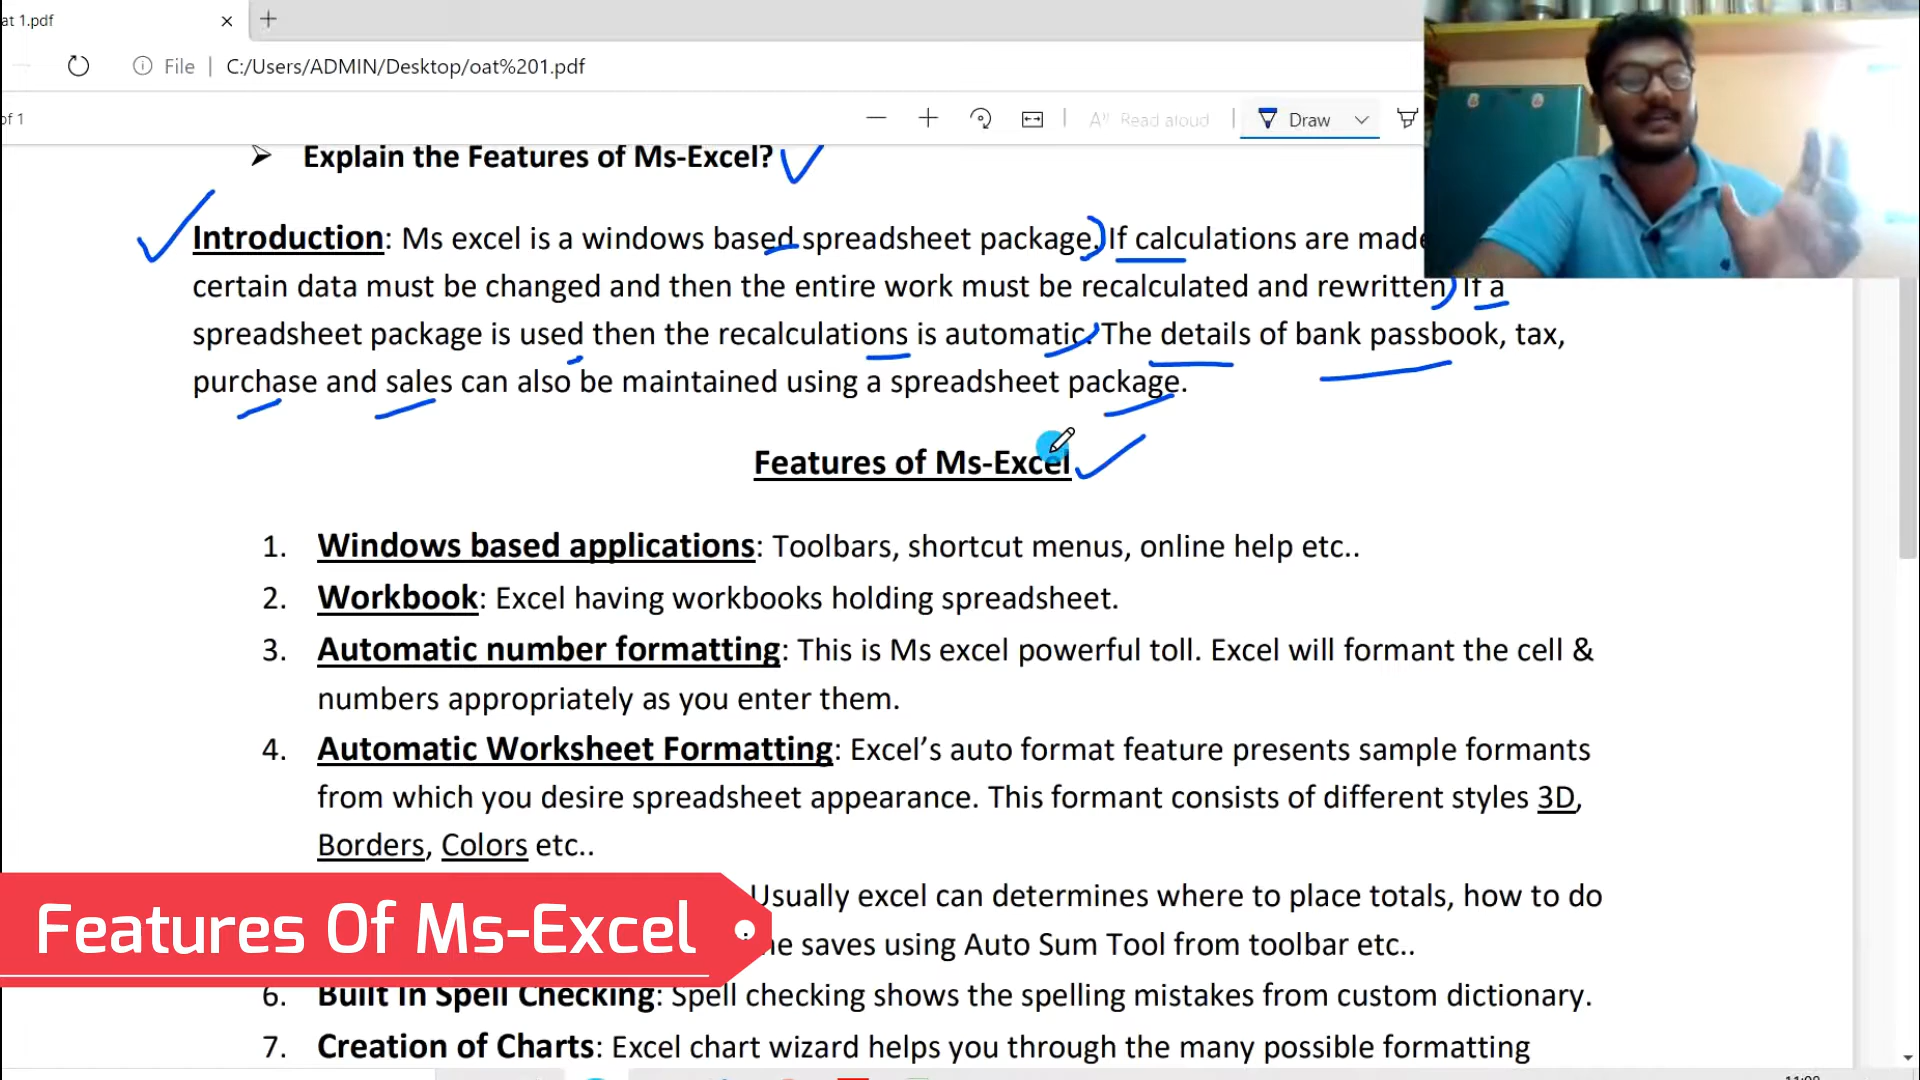 at 1.pdf
File
C:/Users/ADMIN/Desktop/oat%201.pdf
of 1
Read aloud
Draw
➤ Explain the Features of Ms-Excel?
Introduction: Ms excel is a windows based spreadsheet package. If calculations are made
certain data must be changed and then the entire work must be recalculated and rewritten. If a
spreadsheet package is used then the recalculations is automatic. The details of bank passbook, tax,
purchase and sales can also be maintained using a spreadsheet package.
Features of Ms-Excel
1. Windows based applications: Toolbars, shortcut menus, online help etc..
2. Workbook: Excel having workbooks holding spreadsheet.
3. Automatic number formatting: This is Ms excel powerful toll. Excel will formant the cell &
numbers appropriately as you enter them.
4. Automatic Worksheet Formatting: Excel’s auto format feature presents sample formants
from which you desire spreadsheet appearance. This formant consists of different styles 3D,
Borders, Colors etc..
Usually excel can determines where to place totals, how to do
saves using Auto Sum Tool from toolbar etc..
Features Of Ms-Excel
6. Built In Spell Checking: Spell checking shows the spelling mistakes from custom dictionary.
7. Creation of Charts: Excel chart wizard helps you through the many possible formatting